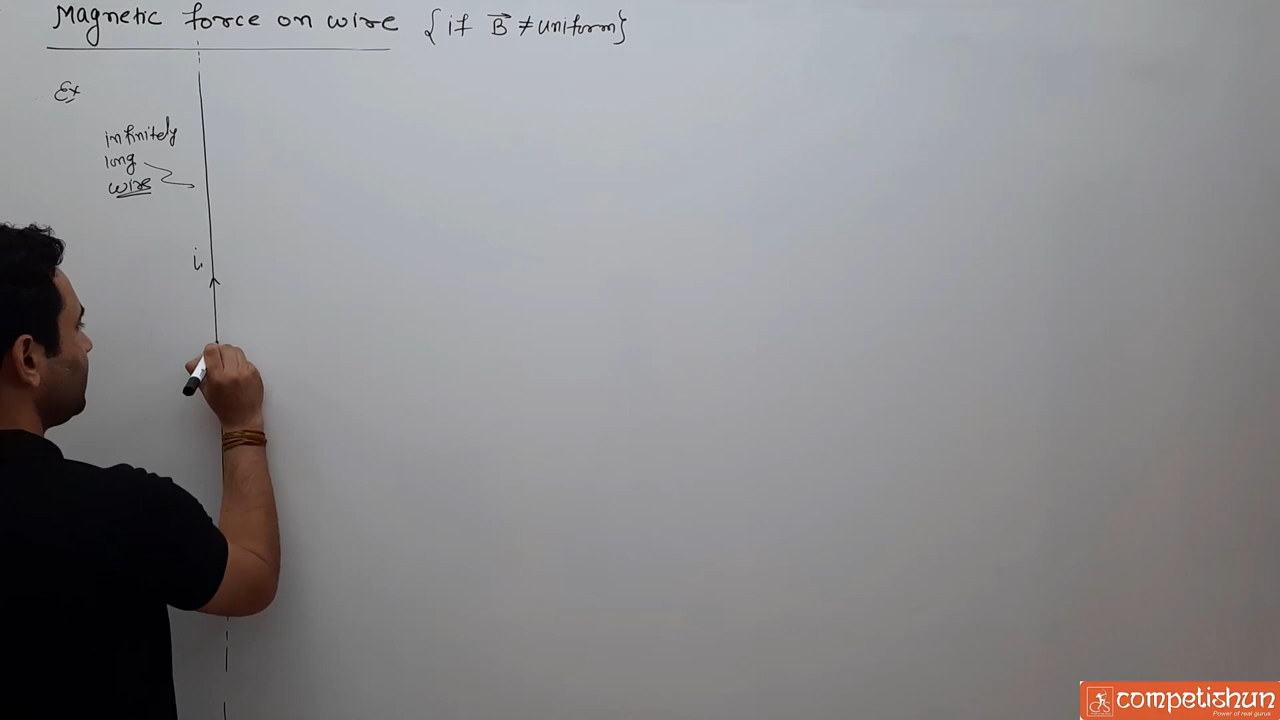 Magnetic force on wire {if B⃗ ≠ uniform}
Ex
infinitely
long
wire
i
competishun
Power of real gurus